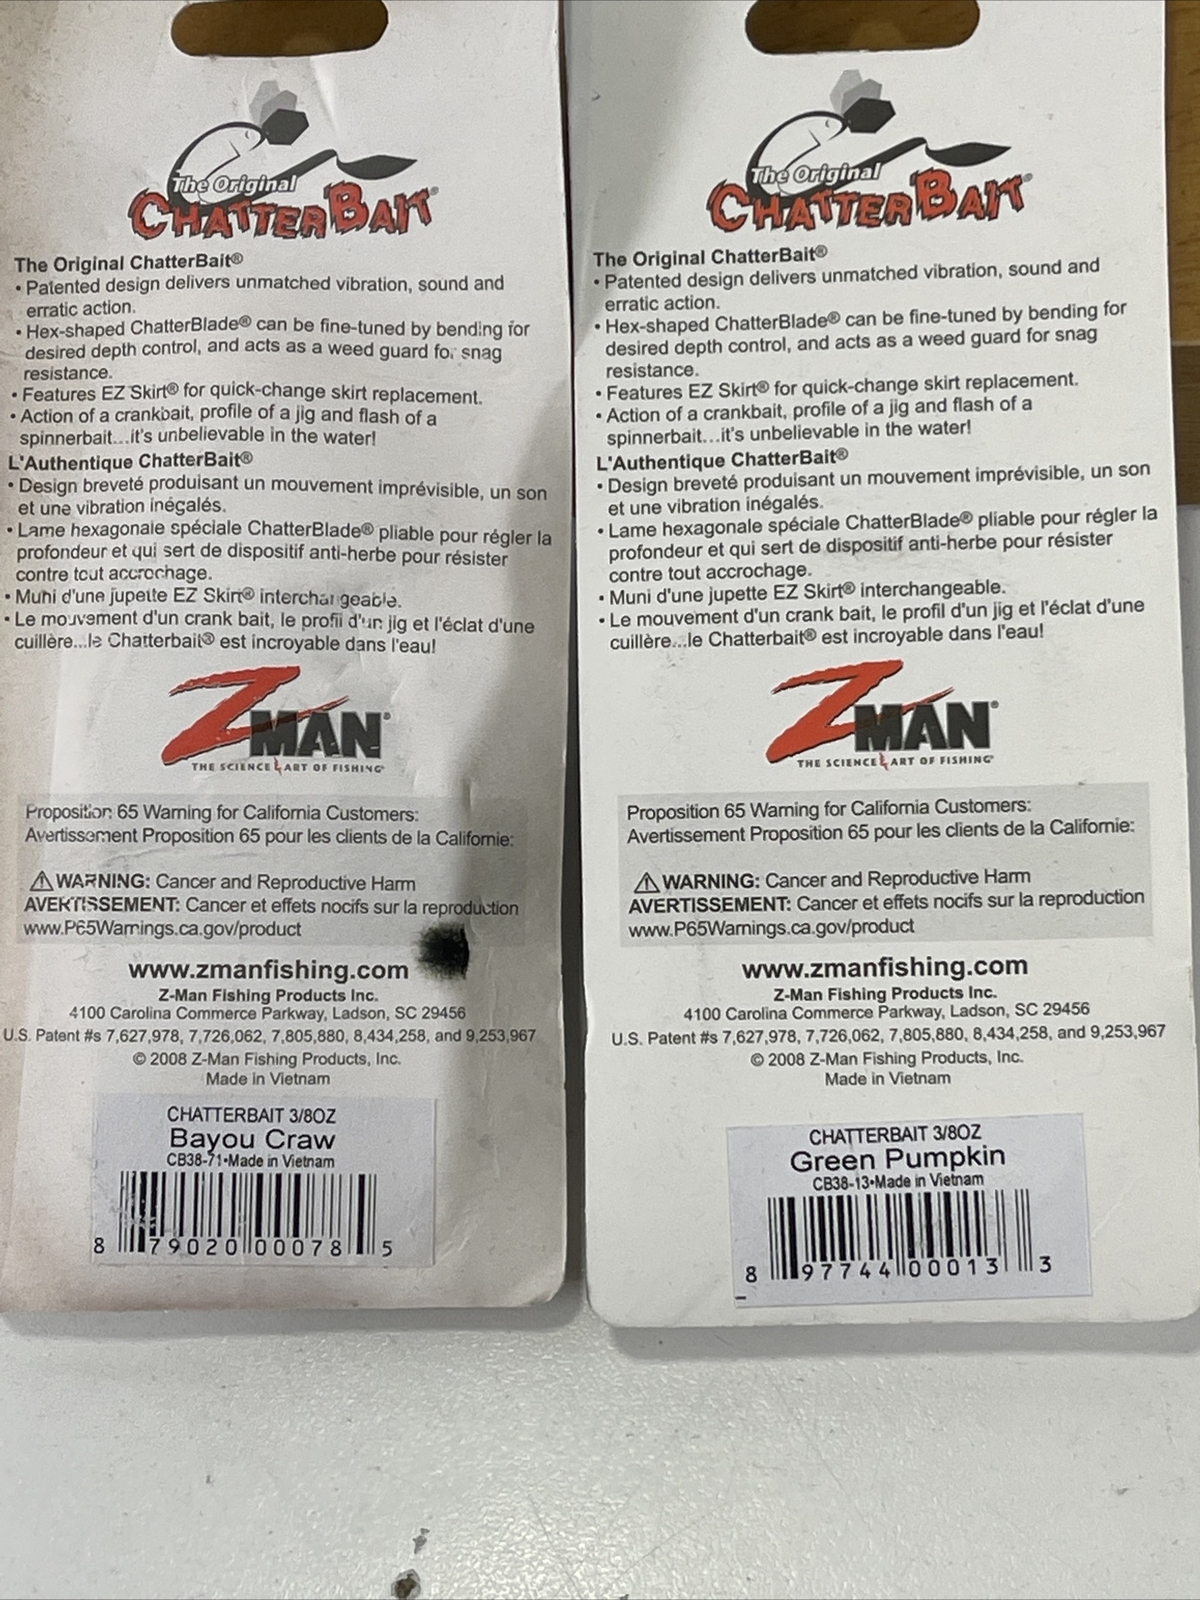 The Original
CHATTERBAIT®
The Original ChatterBait®
• Patented design delivers unmatched vibration, sound and
erratic action.
• Hex-shaped ChatterBlade® can be fine-tuned by bending for
desired depth control, and acts as a weed guard for snag
resistance.
• Features EZ Skirt® for quick-change skirt replacement.
• Action of a crankbait, profile of a jig and flash of a
spinnerbait...it's unbelievable in the water!
L'Authentique ChatterBait®
• Design breveté produisant un mouvement imprévisible, un son
et une vibration inégalés.
• Lame hexagonale spéciale ChatterBlade® pliable pour régler la
profondeur et qui sert de dispositif anti-herbe pour résister
contre tout accrochage.
• Muni d'une jupette EZ Skirt® interchangeable.
• Le mouvement d'un crank bait, le profil d'un jig et l'éclat d'une
cuillère...le Chatterbait® est incroyable dans l'eau!
ZMAN®
THE SCIENCE & ART OF FISHING®
Proposition 65 Warning for California Customers:
Avertissement Proposition 65 pour les clients de la Californie:
⚠WARNING: Cancer and Reproductive Harm
AVERTISSEMENT: Cancer et effets nocifs sur la reproduction
www.P65Warnings.ca.gov/product
www.zmanfishing.com
Z-Man Fishing Products Inc.
4100 Carolina Commerce Parkway, Ladson, SC 29456
U.S. Patent #s 7,627,978, 7,726,062, 7,805,880, 8,434,258, and 9,253,967
© 2008 Z-Man Fishing Products, Inc.
Made in Vietnam
CHATTERBAIT 3/8OZ
Bayou Craw
CB38-71•Made in Vietnam
8 79020 00078 5
The Original
CHATTERBAIT®
The Original ChatterBait®
• Patented design delivers unmatched vibration, sound and
erratic action.
• Hex-shaped ChatterBlade® can be fine-tuned by bending for
desired depth control, and acts as a weed guard for snag
resistance.
• Features EZ Skirt® for quick-change skirt replacement.
• Action of a crankbait, profile of a jig and flash of a
spinnerbait...it's unbelievable in the water!
L'Authentique ChatterBait®
• Design breveté produisant un mouvement imprévisible, un son
et une vibration inégalés.
• Lame hexagonale spéciale ChatterBlade® pliable pour régler la
profondeur et qui sert de dispositif anti-herbe pour résister
contre tout accrochage.
• Muni d'une jupette EZ Skirt® interchangeable.
• Le mouvement d'un crank bait, le profil d'un jig et l'éclat d'une
cuillère...le Chatterbait® est incroyable dans l'eau!
ZMAN®
THE SCIENCE & ART OF FISHING®
Proposition 65 Warning for California Customers:
Avertissement Proposition 65 pour les clients de la Californie:
⚠WARNING: Cancer and Reproductive Harm
AVERTISSEMENT: Cancer et effets nocifs sur la reproduction
www.P65Warnings.ca.gov/product
www.zmanfishing.com
Z-Man Fishing Products Inc.
4100 Carolina Commerce Parkway, Ladson, SC 29456
U.S. Patent #s 7,627,978, 7,726,062, 7,805,880, 8,434,258, and 9,253,967
© 2008 Z-Man Fishing Products, Inc.
Made in Vietnam
CHATTERBAIT 3/8OZ
Green Pumpkin
CB38-13•Made in Vietnam
8 97744 00013 3